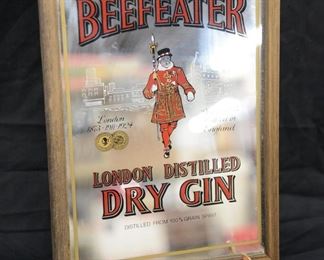 BEEFEATER
London
England
LONDON DISTILLED
DRY GIN
DISTILLED FROM 100% GRAIN SPIRIT